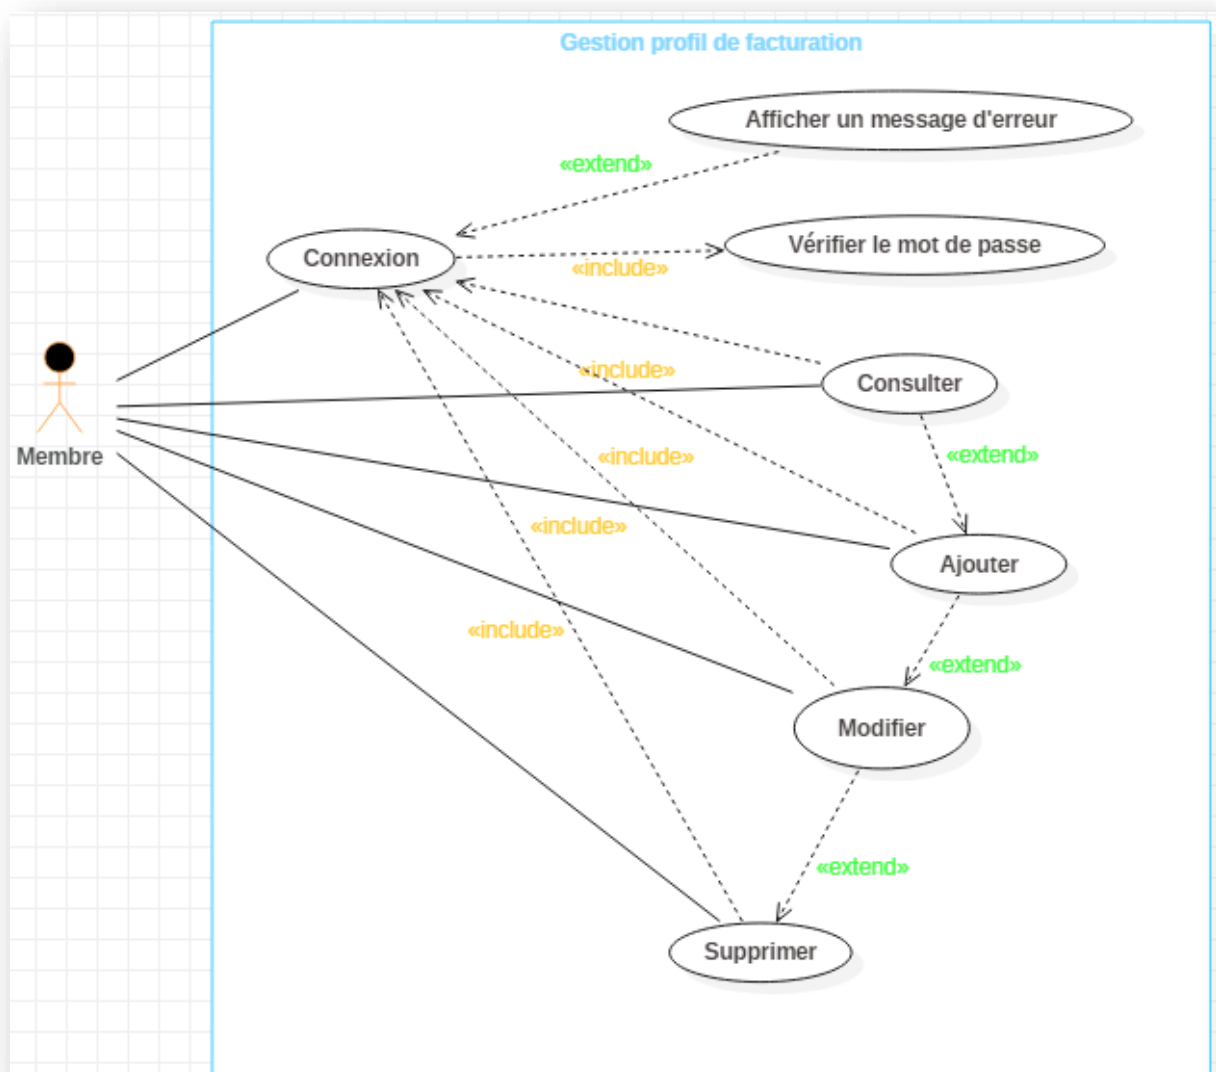 Gestion profil de facturation
Afficher un message d'erreur
«extend»
Vérifier le mot de passe
Connexion
«include»
«include»
Consulter
Membre
«include»
«extend»
«include»
Ajouter
«include»
«extend»
Modifier
«extend»
Supprimer